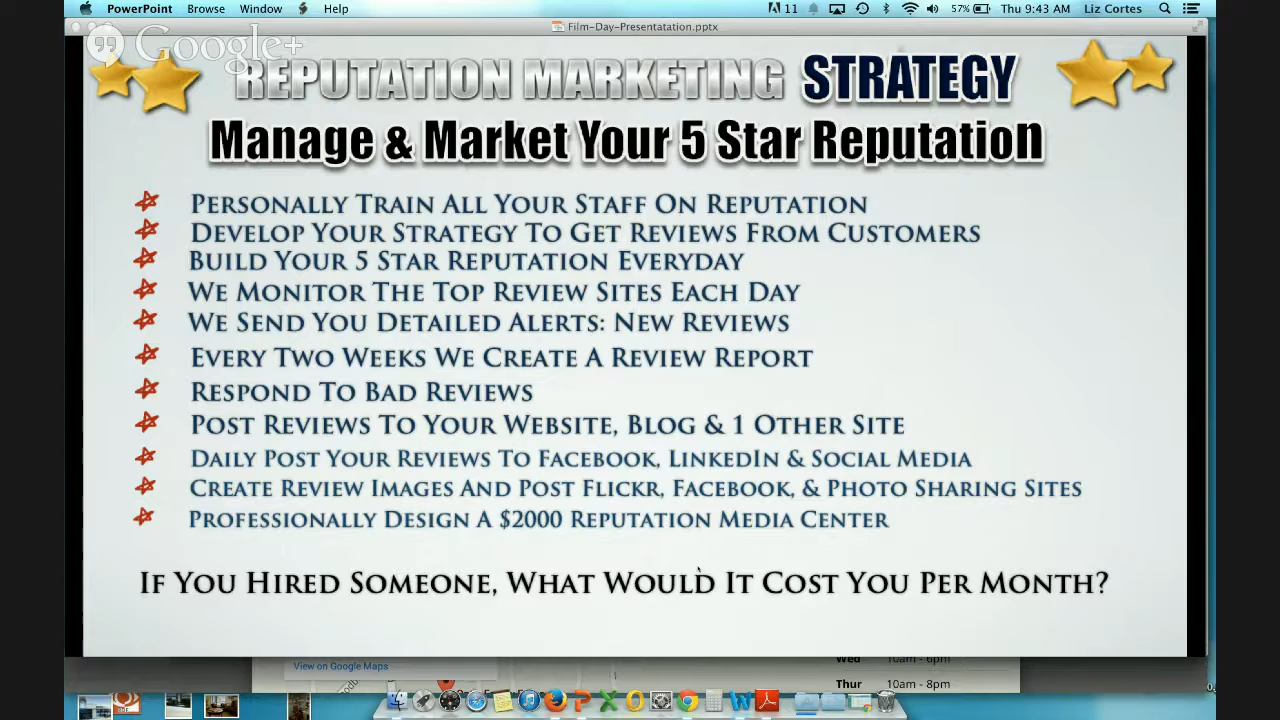 PowerPoint Browse Window Help 11 57% Thu 9:43 AM Liz Cortes
Film-Day-Presentatation.pptx
Google+
REPUTATION MARKETING STRATEGY
Manage & Market Your 5 Star Reputation
PERSONALLY TRAIN ALL YOUR STAFF ON REPUTATION
DEVELOP YOUR STRATEGY TO GET REVIEWS FROM CUSTOMERS
BUILD YOUR 5 STAR REPUTATION EVERYDAY
WE MONITOR THE TOP REVIEW SITES EACH DAY
WE SEND YOU DETAILED ALERTS: NEW REVIEWS
EVERY TWO WEEKS WE CREATE A REVIEW REPORT
RESPOND TO BAD REVIEWS
POST REVIEWS TO YOUR WEBSITE, BLOG & 1 OTHER SITE
DAILY POST YOUR REVIEWS TO FACEBOOK, LINKEDIN & SOCIAL MEDIA
CREATE REVIEW IMAGES AND POST FLICKR, FACEBOOK, & PHOTO SHARING SITES
PROFESSIONALLY DESIGN A $2000 REPUTATION MEDIA CENTER
IF YOU HIRED SOMEONE, WHAT WOULD IT COST YOU PER MONTH?
Wed 10am - 6pm
View on Google Maps
Thur 10am - 8pm